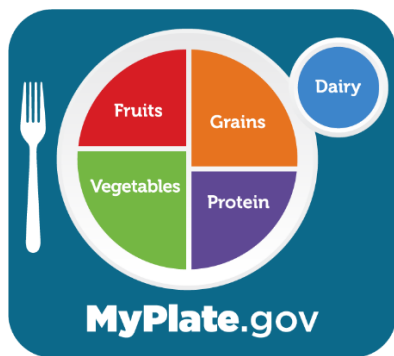 Dairy
Fruits
Grains
Vegetables
Protein
MyPlate.gov